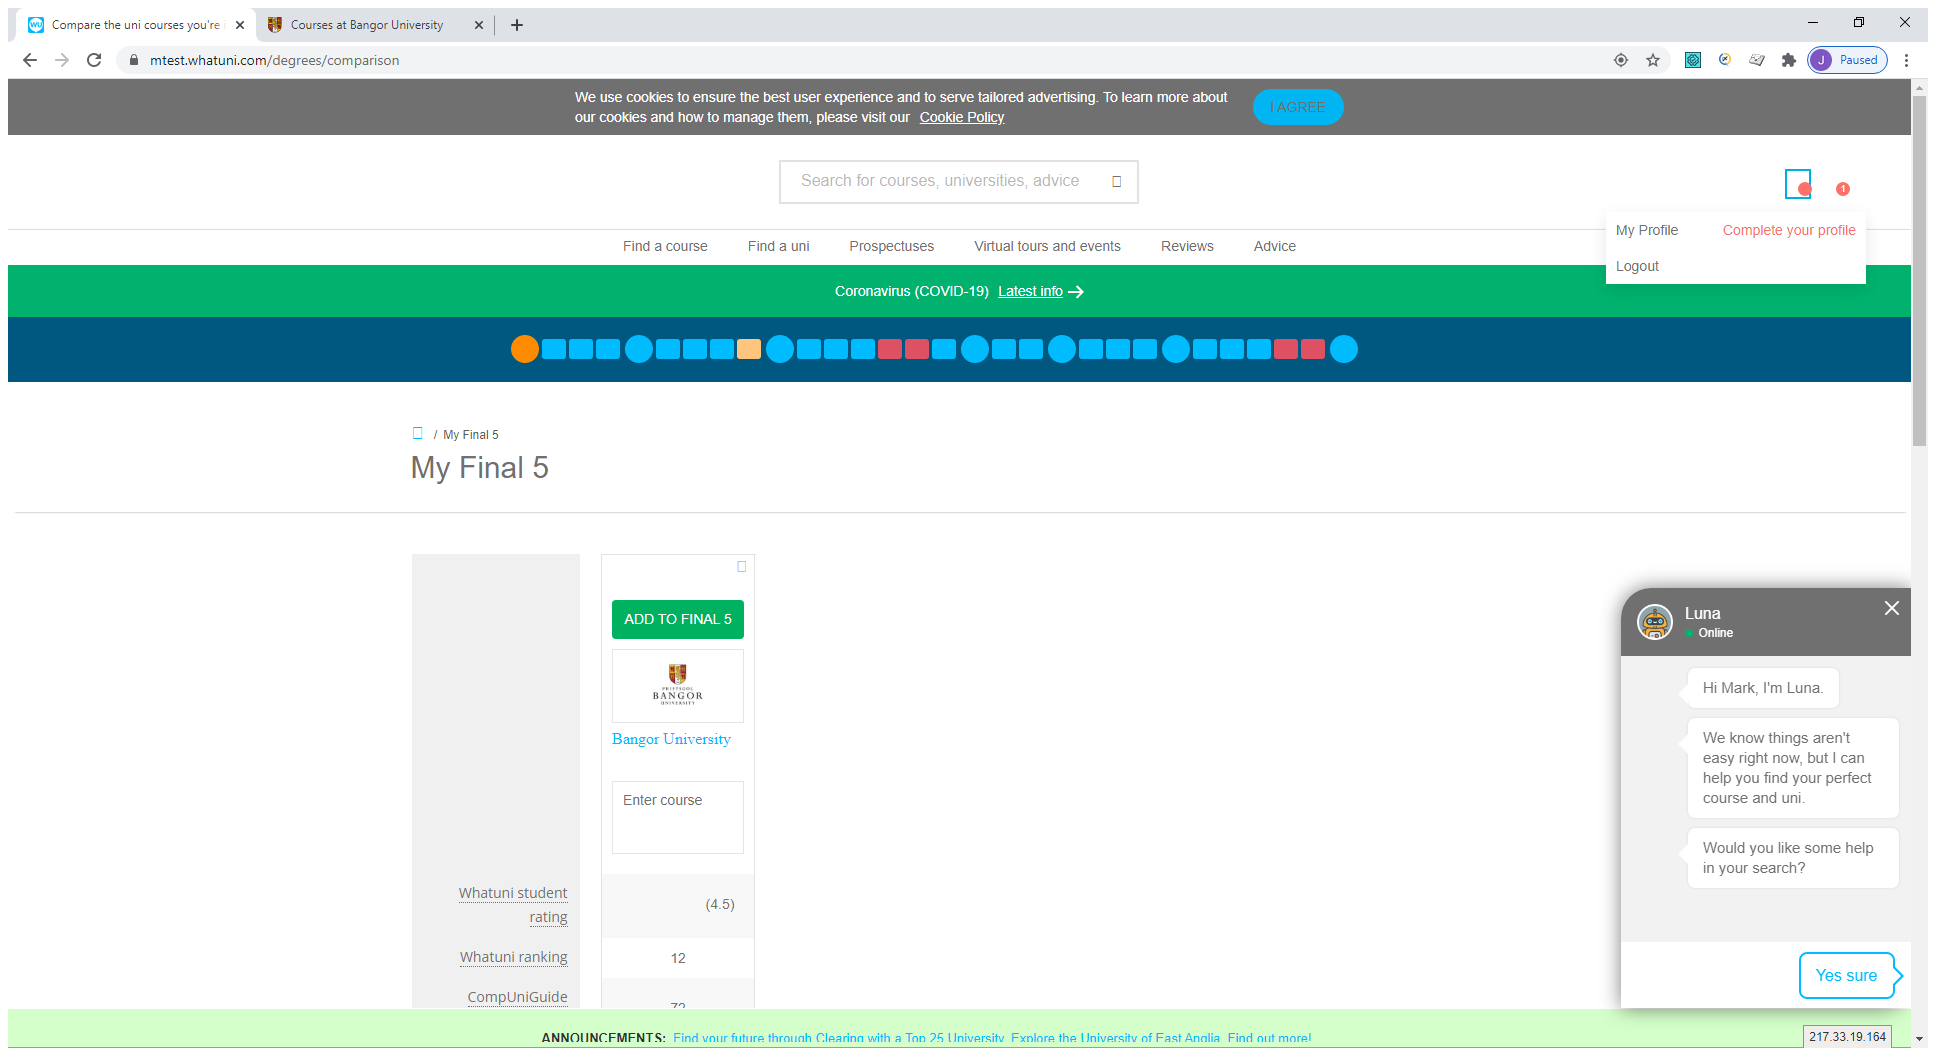 Compare the uni courses you're i
Courses at Bangor University
mtest.whatuni.com/degrees/comparison
J Paused
We use cookies to ensure the best user experience and to serve tailored advertising. To learn more about
our cookies and how to manage them, please visit our Cookie Policy
I AGREE
Search for courses, universities, advice
1
My Profile Complete your profile
Logout
Find a course Find a uni Prospectuses Virtual tours and events Reviews Advice
Coronavirus (COVID-19) Latest info
/ My Final 5
My Final 5
ADD TO FINAL 5
PRIFYSGOL
BANGOR
UNIVERSITY
Bangor University
Enter course
Whatuni student
rating
(4.5)
Whatuni ranking
12
CompUniGuide
72
Luna
Online
Hi Mark, I'm Luna.
We know things aren't
easy right now, but I can
help you find your perfect
course and uni.
Would you like some help
in your search?
Yes sure
ANNOUNCEMENTS: Find your future through Clearing with a Top 25 University. Explore the University of East Anglia. Find out more!
217.33.19.164